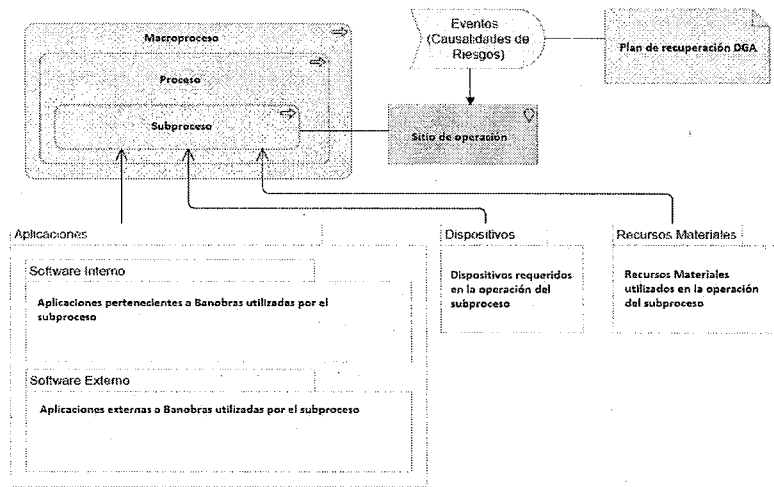 Macroproceso
Proceso
Subproceso
Eventos
(Causalidades de
Riesgos)
Plan de recuperación DGA
Sitio de operación
Aplicaciones
Software Interno
Aplicaciones pertenecientes a Banobras utilizadas por el
subproceso
Software Externo
Aplicaciones externas a Banobras utilizadas por el subproceso
Dispositivos
Dispositivos requeridos
en la operación del
subproceso
Recursos Materiales
Recursos Materiales
utilizados en la operación
del subproceso